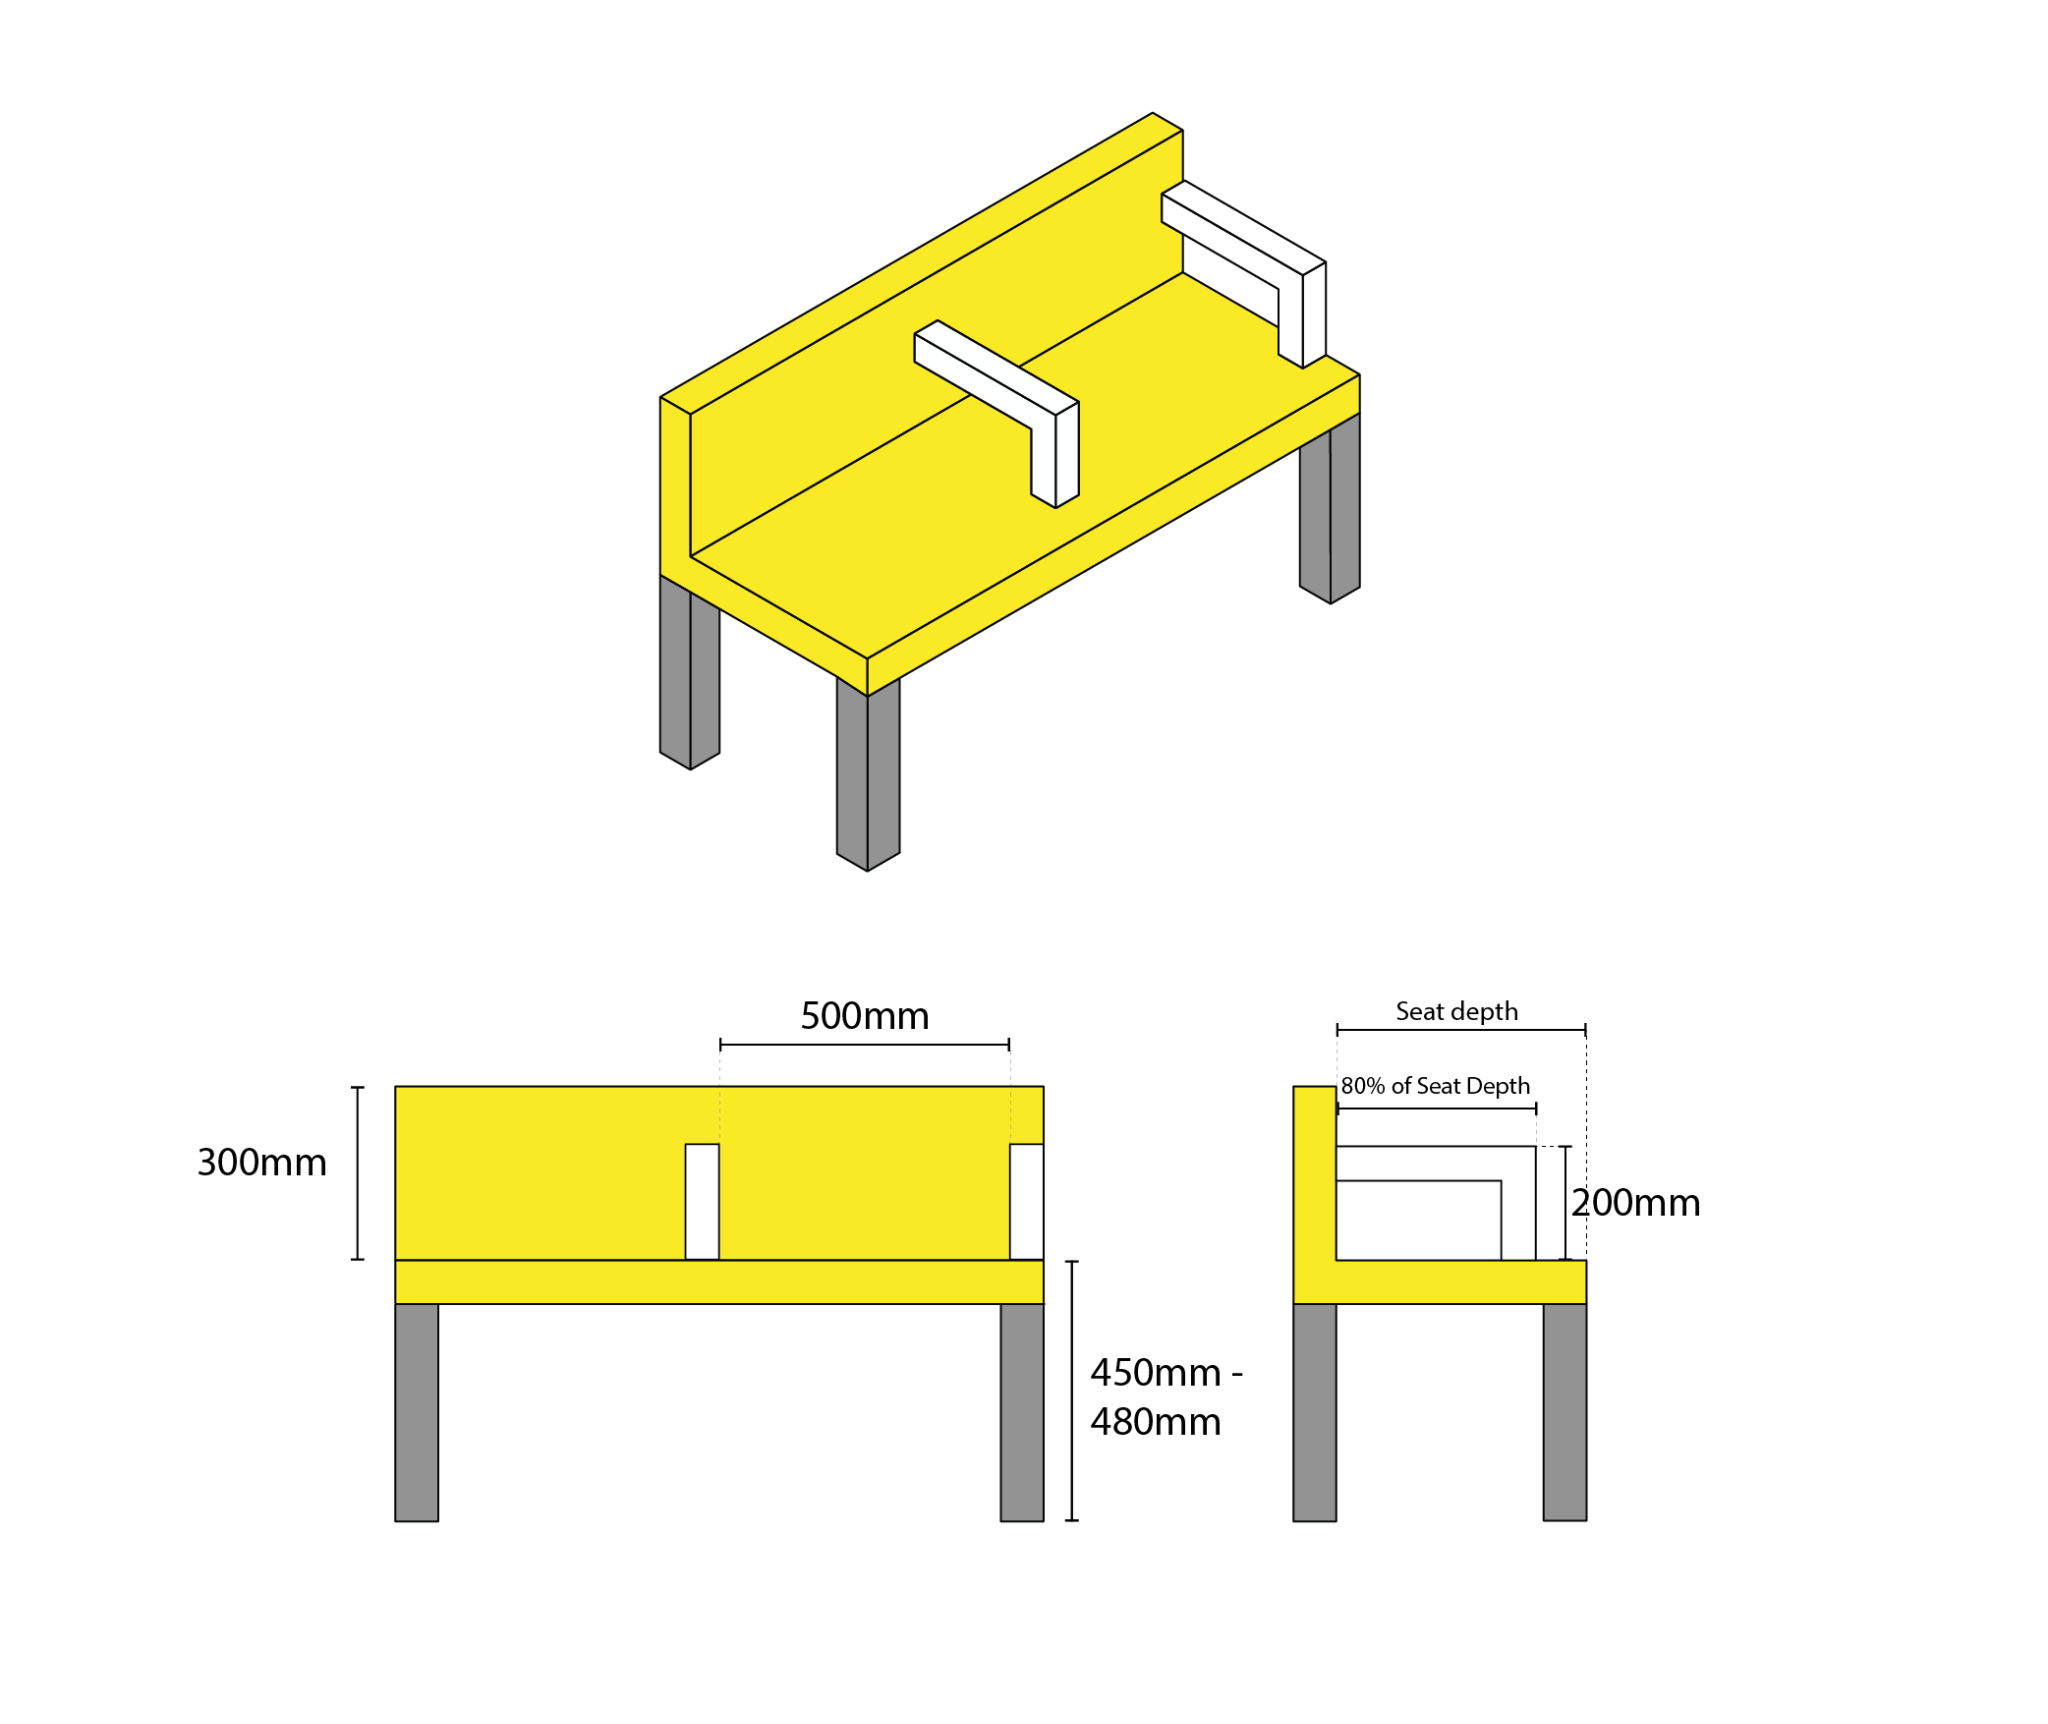 500mm
Seat depth
80% of Seat Depth
300mm
200mm
450mm -
480mm